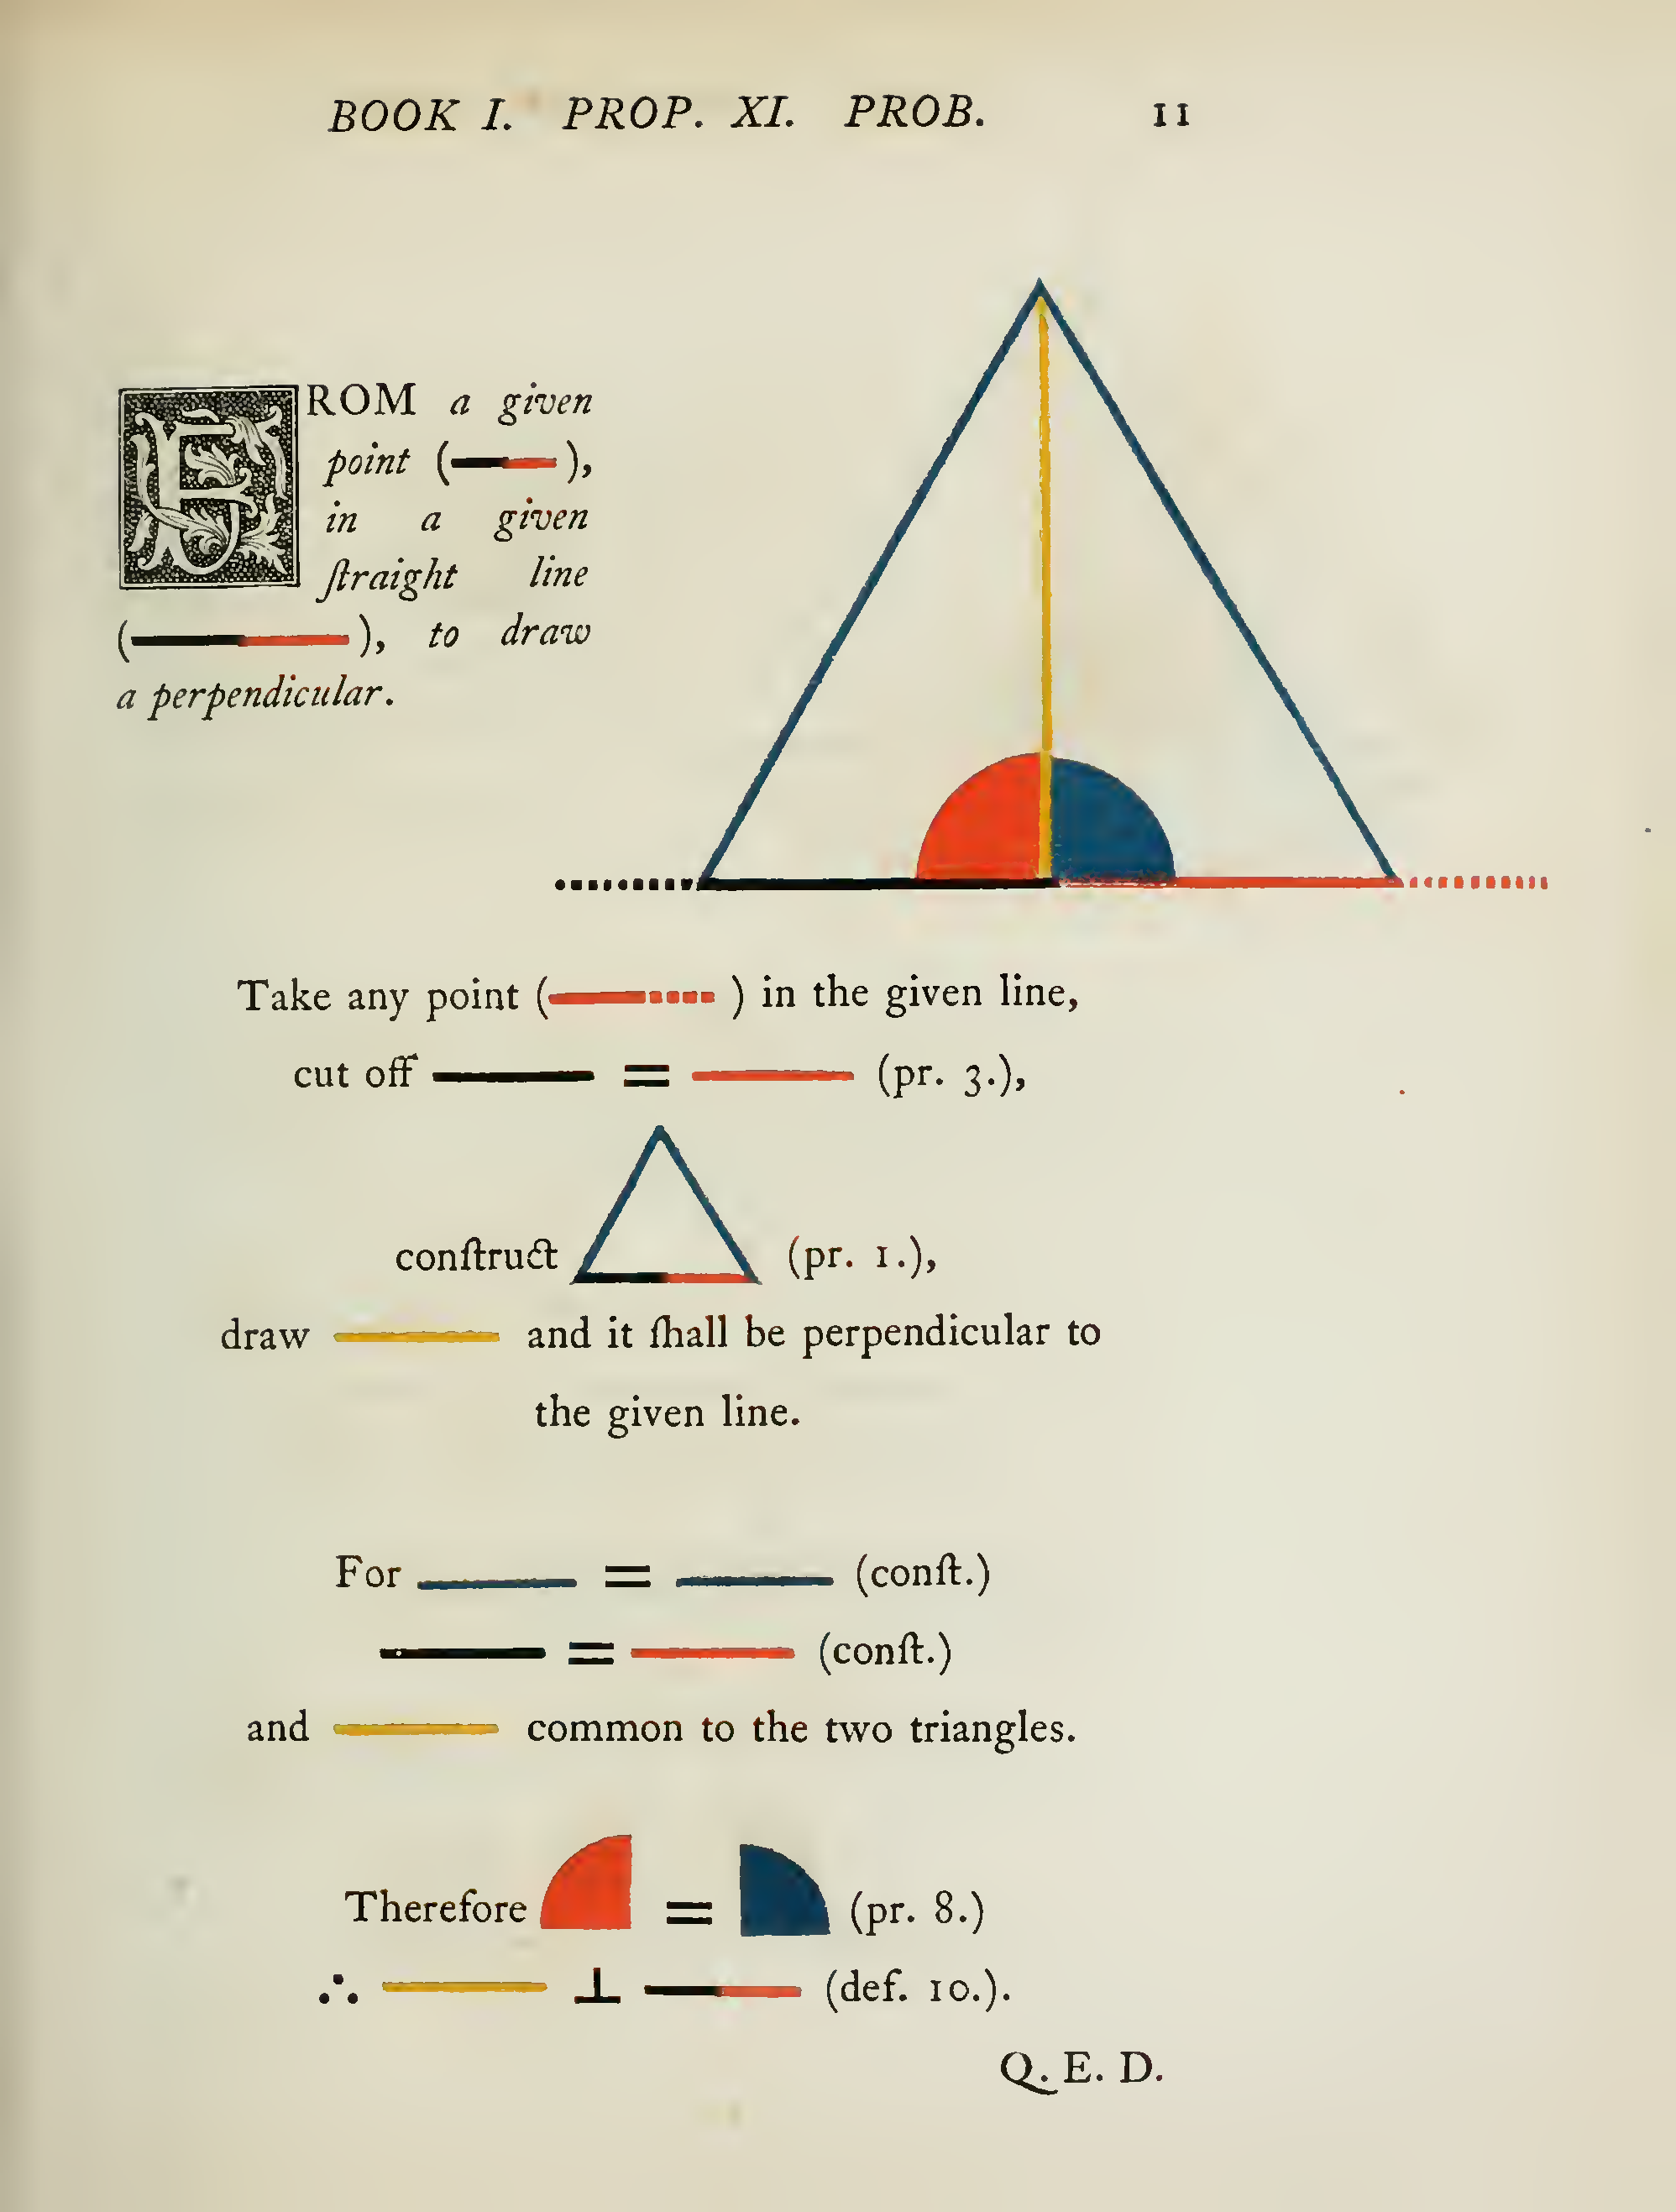 BOOK I. PROP. XI. PROB. 11
FROM a given
point ( ),
in a given
ſtraight line
( ), to draw
a perpendicular.
Take any point ( ) in the given line,
cut off = (pr. 3.),
conſtruct (pr. 1.),
draw and it ſhall be perpendicular to
the given line.
For = (conſt.)
= (conſt.)
and common to the two triangles.
Therefore = (pr. 8.)
∴ ⊥ (def. 10.).
Q. E. D.